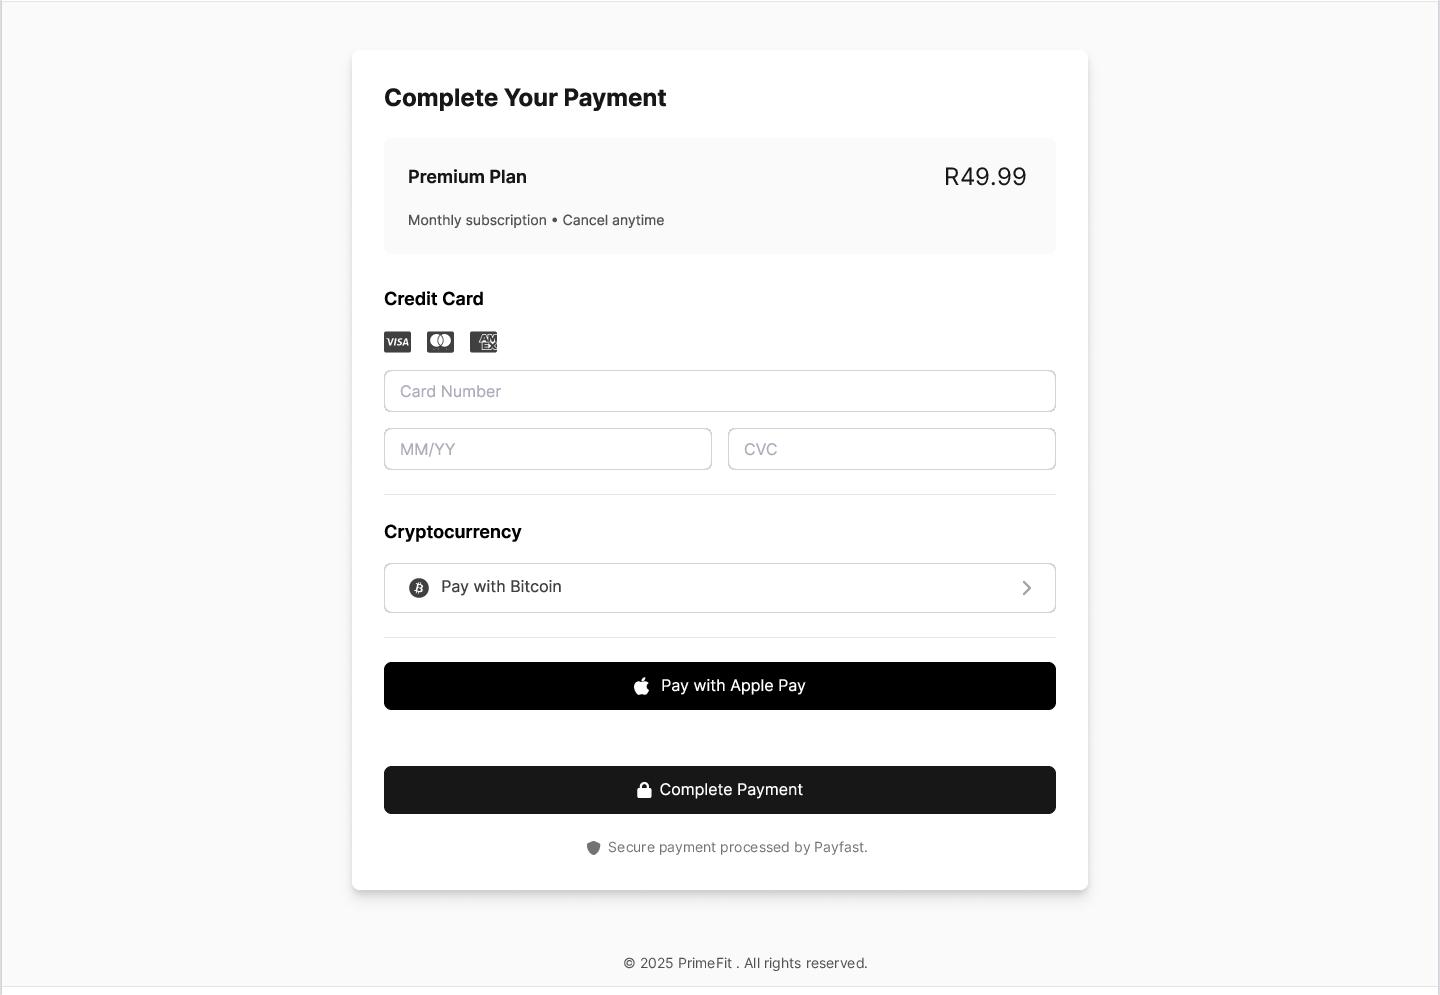 Complete Your Payment
Premium Plan R49.99
Monthly subscription • Cancel anytime
Credit Card
VISA AM EX
Card Number
MM/YY CVC
Cryptocurrency
Pay with Bitcoin
Pay with Apple Pay
Complete Payment
Secure payment processed by Payfast.
© 2025 PrimeFit . All rights reserved.